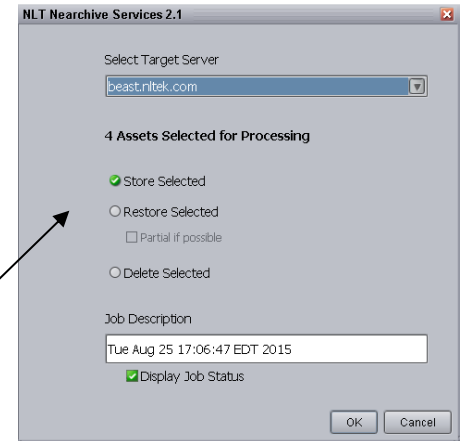 NLT Nearchive Services 2.1
Select Target Server
beast.nltek.com
4 Assets Selected for Processing
Store Selected
Restore Selected
Partial if possible
Delete Selected
Job Description
Tue Aug 25 17:06:47 EDT 2015
Display Job Status
OK Cancel